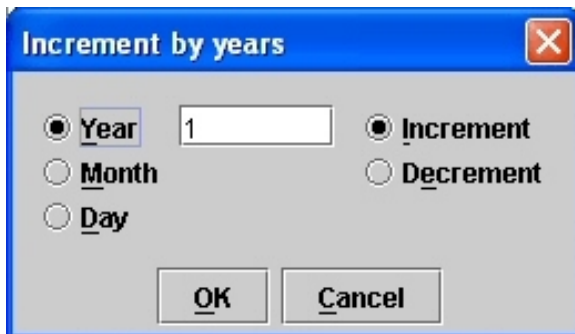 Increment by years
Year 1 Increment
Month Decrement
Day
OK Cancel